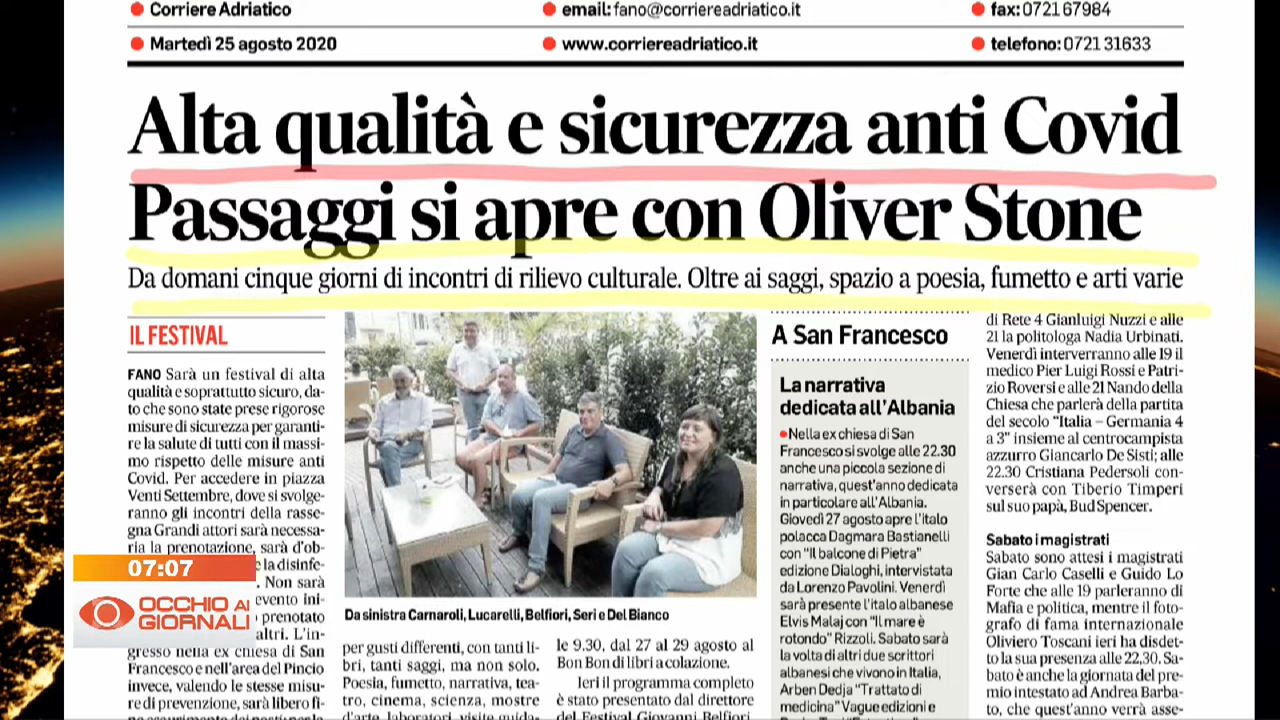 Corriere Adriatico
email: fano@corriereadriatico.it
fax: 0721 67984
Martedì 25 agosto 2020
www.corriereadriatico.it
telefono: 0721 31633
Alta qualità e sicurezza anti Covid
Passaggi si apre con Oliver Stone
Da domani cinque giorni di incontri di rilievo culturale. Oltre ai saggi, spazio a poesia, fumetto e arti varie
IL FESTIVAL
FANO Sarà un festival di alta
qualità e soprattutto sicuro, da-
to che sono state prese rigorose
misure di sicurezza per garanti-
re la salute di tutti con il massi-
mo rispetto delle misure anti
Covid. Per accedere in piazza
Venti Settembre, dove si svolge-
ranno gli incontri della rasse-
gna Grandi attori sarà necessa-
ria la prenotazione, sarà d'ob-
e la disinfe-
. Non sarà
evento ini-
prenotato
altri. L'in-
gresso nella ex chiesa di San
Francesco e nell'area del Pincio
invece, valendo le stesse misu-
re di prevenzione, sarà libero fi-
07:07
OCCHIO AI
GIORNALI
Da sinistra Carnaroli, Lucarelli, Belfiori, Seri e Del Bianco
per gusti differenti, con tanti li-
bri, tanti saggi, ma non solo.
Poesia, fumetto, narrativa, tea-
tro, cinema, scienza, mostre
d'arte, laboratori, visite guida-
le 9.30, dal 27 al 29 agosto al
Bon Bon di libri a colazione.
Ieri il programma completo
è stato presentato dal direttore
del Festival Giovanni Belfiori,
A San Francesco
La narrativa
dedicata all'Albania
Nella ex chiesa di San
Francesco si svolge alle 22.30
anche una piccola sezione di
narrativa, quest'anno dedicata
in particolare all'Albania.
Giovedì 27 agosto apre l'italo
polacca Dagmara Bastianelli
con "Il balcone di Pietra"
edizione Dialoghi, intervistata
da Lorenzo Pavolini. Venerdì
sarà presente l'italo albanese
Elvis Malaj con "Il mare è
rotondo" Rizzoli. Sabato sarà
la volta di altri due scrittori
albanesi che vivono in Italia,
Arben Dedja "Trattato di
medicina" Vague edizioni e
di Rete 4 Gianluigi Nuzzi e alle
21 la politologa Nadia Urbinati.
Venerdì interverranno alle 19 il
medico Pier Luigi Rossi e Patri-
zio Roversi e alle 21 Nando della
Chiesa che parlerà della partita
del secolo "Italia – Germania 4
a 3" insieme al centrocampista
azzurro Giancarlo De Sisti; alle
22.30 Cristiana Pedersoli con-
verserà con Tiberio Timperi
sul suo papà, Bud Spencer.
Sabato i magistrati
Sabato sono attesi i magistrati
Gian Carlo Caselli e Guido Lo
Forte che alle 19 parleranno di
Mafia e politica, mentre il foto-
grafo di fama internazionale
Oliviero Toscani ieri ha disdet-
to la sua presenza alle 22,30. Sa-
bato è anche la giornata del pre-
mio intestato ad Andrea Barba-
to, che quest'anno verrà asse-